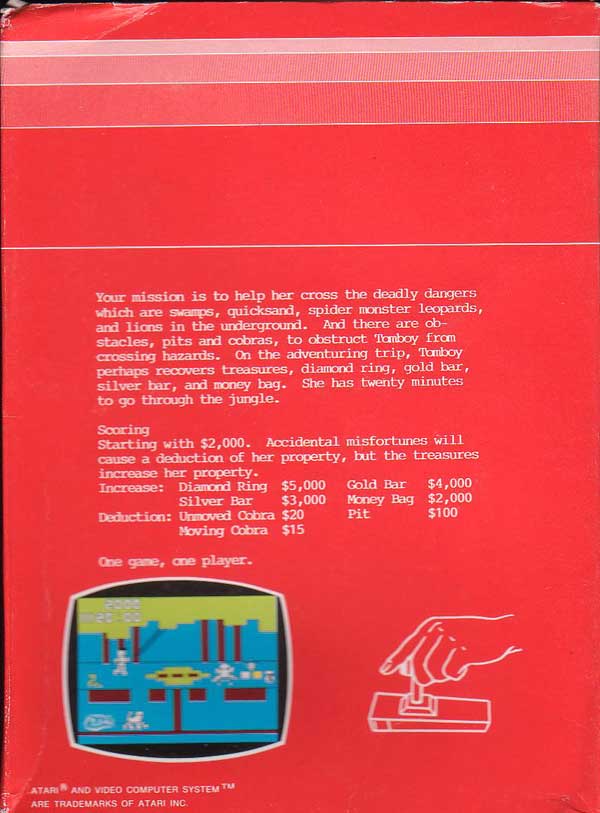 Your mission is to help her cross the deadly dangers
which are swamps, quicksand, spider monster leopards,
and lions in the underground. And there are ob-
stacles, pits and cobras, to obstruct Tomboy from
crossing hazards. On the adventuring trip, Tomboy
perhaps recovers treasures, diamond ring, gold bar,
silver bar, and money bag. She has twenty minutes
to go through the jungle.
Scoring
Starting with $2,000. Accidental misfortunes will
cause a deduction of her property, but the treasures
increase her property.
Increase: Diamond Ring $5,000 Gold Bar $4,000
Silver Bar $3,000 Money Bag $2,000
Deduction: Unmoved Cobra $20 Pit $100
Moving Cobra $15
One game, one player.
2000
20:00
ATARI® AND VIDEO COMPUTER SYSTEM™
ARE TRADEMARKS OF ATARI INC.